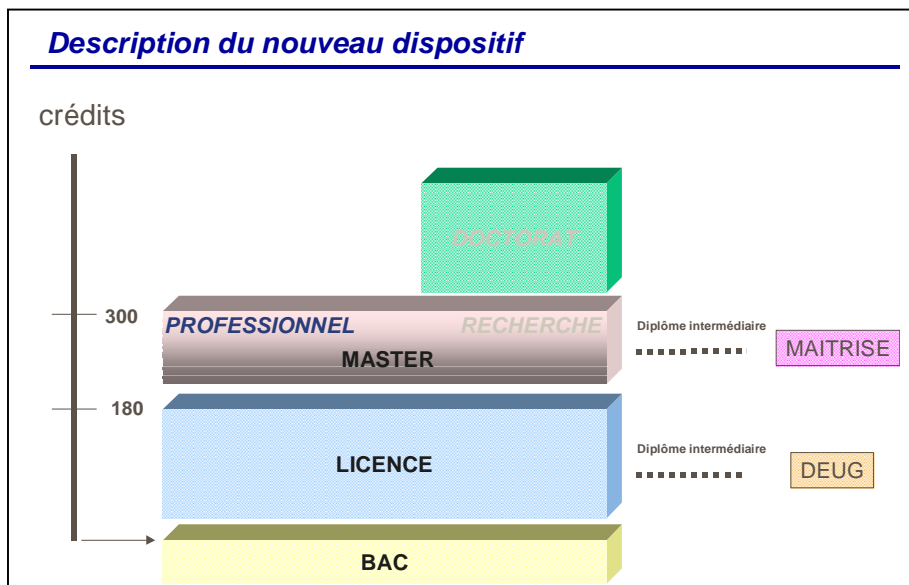 Description du nouveau dispositif
crédits
DOCTORAT
300
PROFESSIONNEL RECHERCHE
MASTER
Diplôme intermédiaire
MAITRISE
180
LICENCE
Diplôme intermédiaire
DEUG
BAC